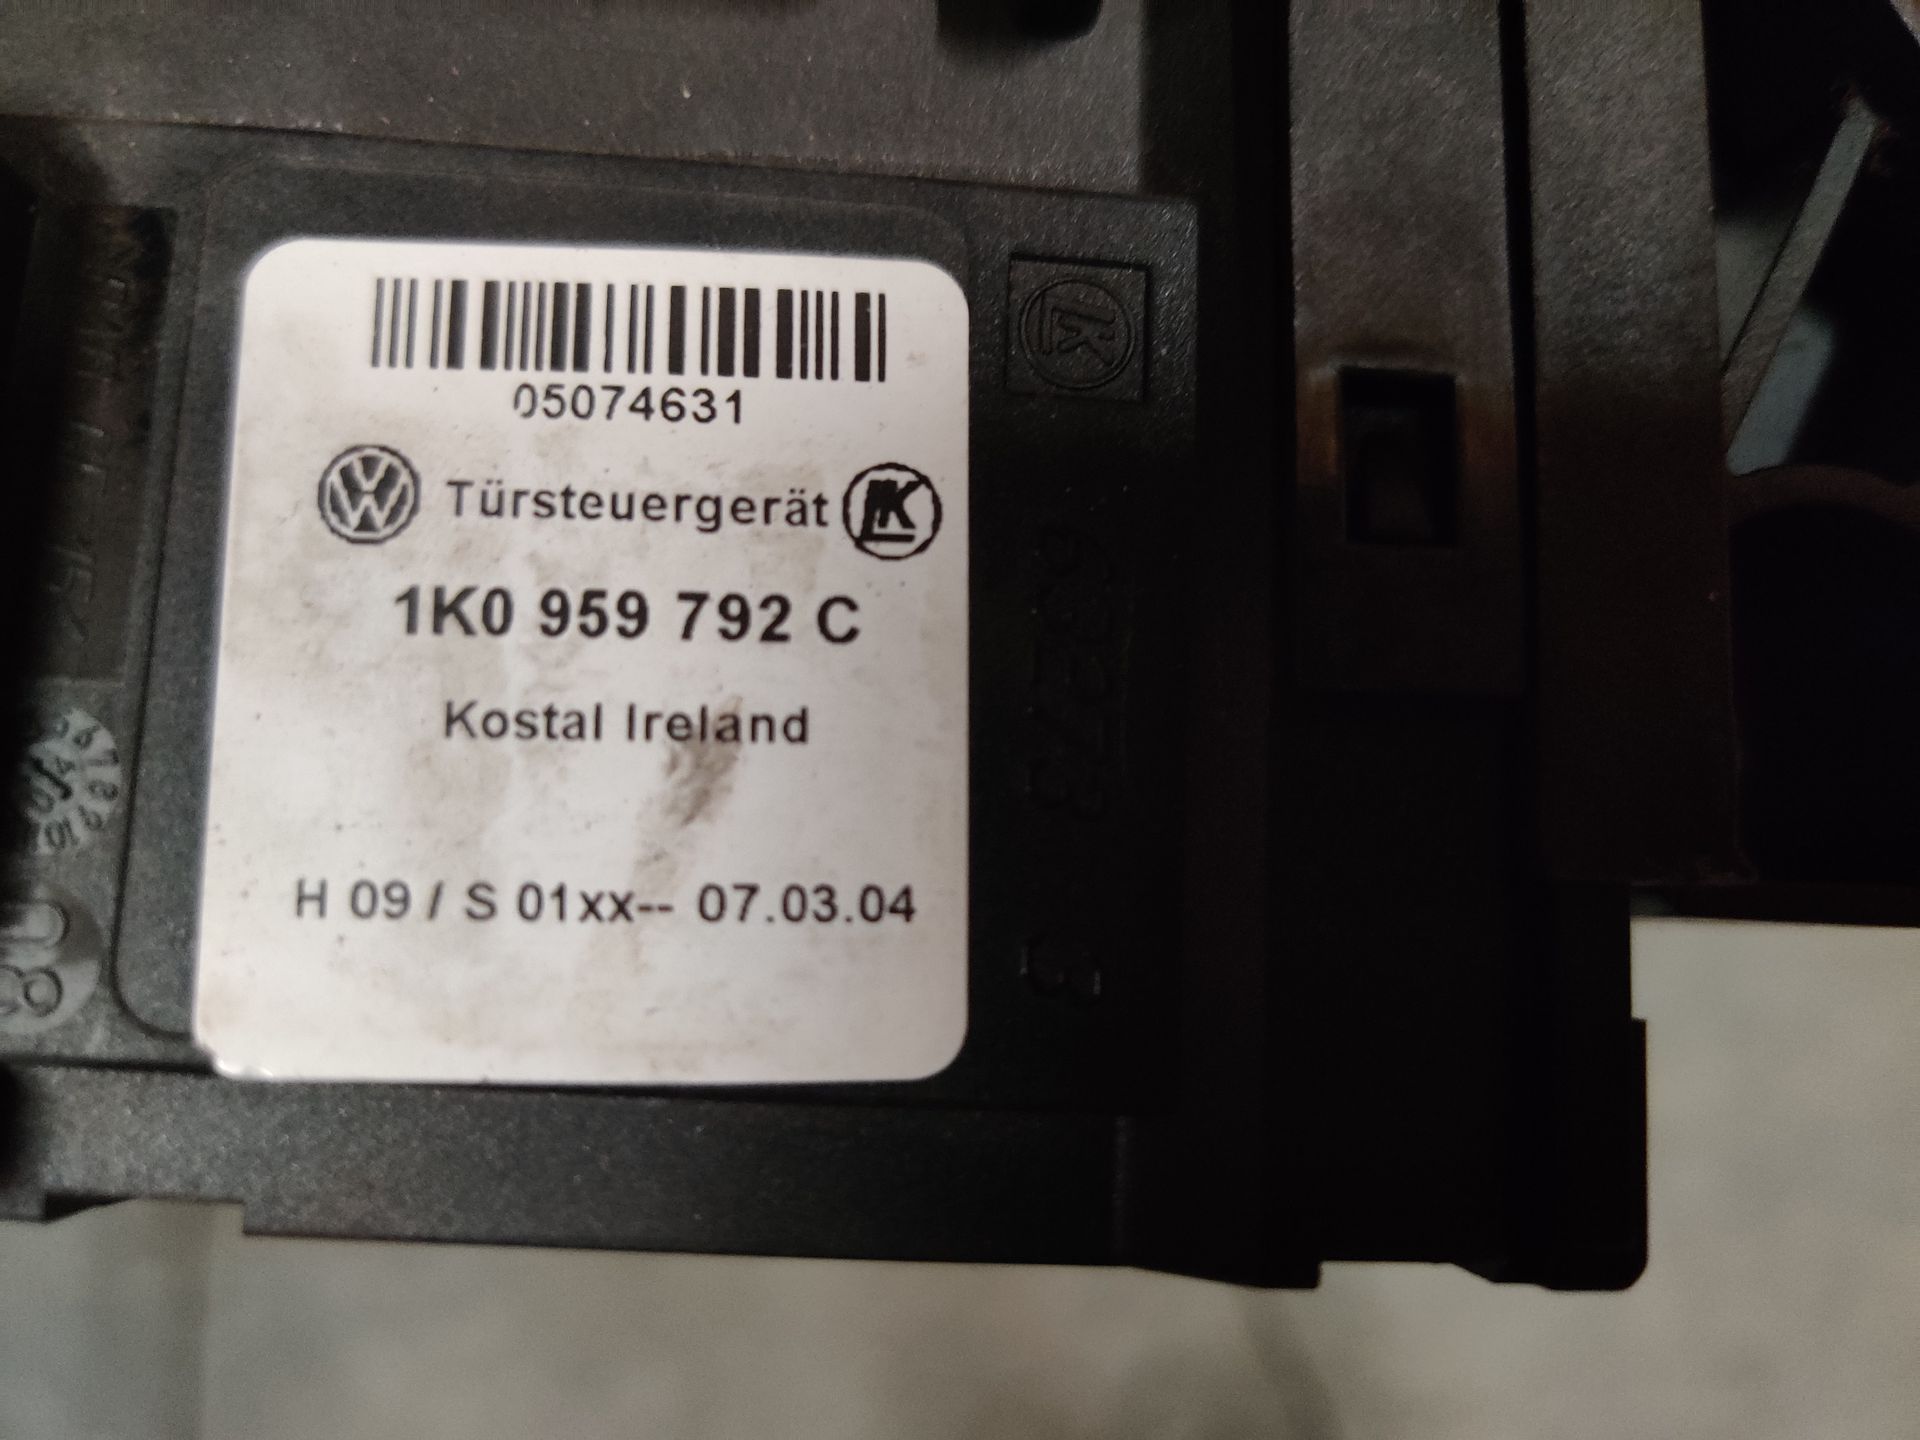 05074631
Türsteuergerät
1K0 959 792 C
Kostal Ireland
H 09 / S 01xx-- 07.03.04